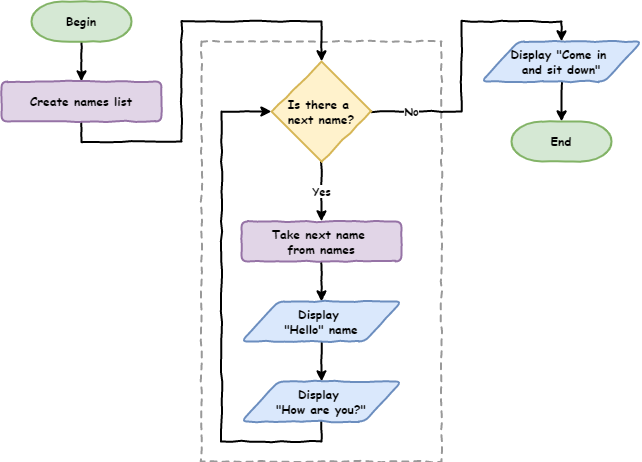 Begin
Create names list
Is there a
next name?
No
Yes
Take next name
from names
Display
"Hello" name
Display
"How are you?"
Display "Come in
and sit down"
End